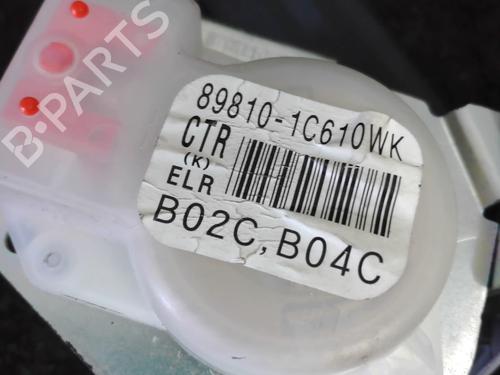 B-PARTS
89810-1C610WK
CTR
(K)
ELR
B02C, B04C